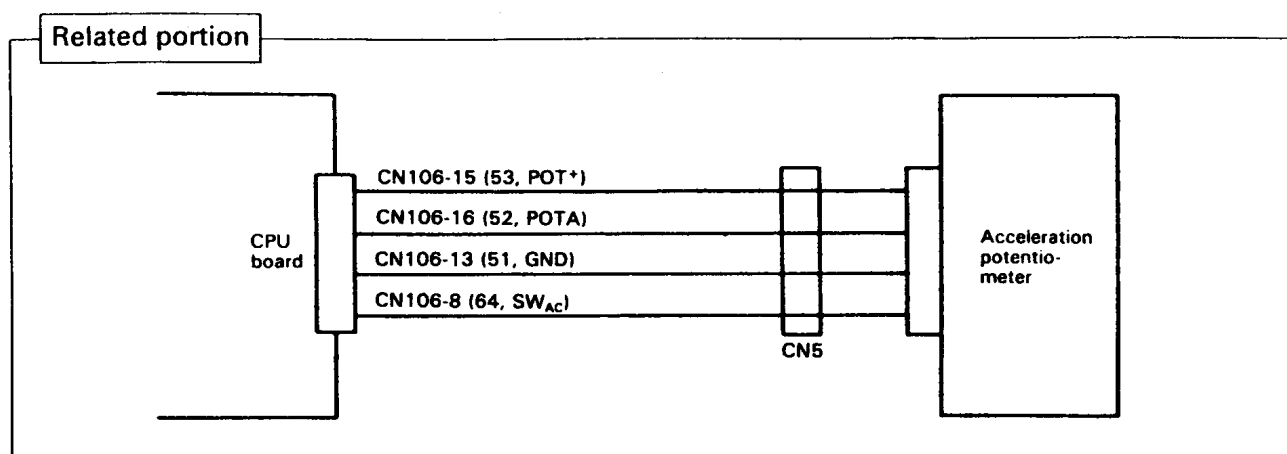 Related portion
CN106-15 (53, POT+)
CN106-16 (52, POTA)
CPU
board
CN106-13 (51, GND)
CN106-8 (64, SWAC)
CN5
Acceleration
potentio-
meter